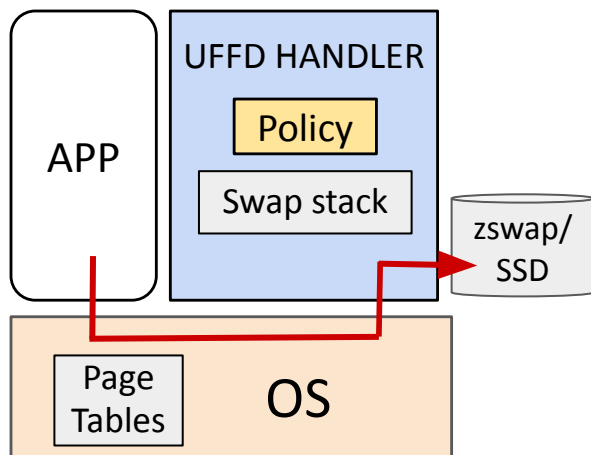 UFFD HANDLER
Policy
APP
Swap stack
zswap/
SSD
Page
Tables
OS